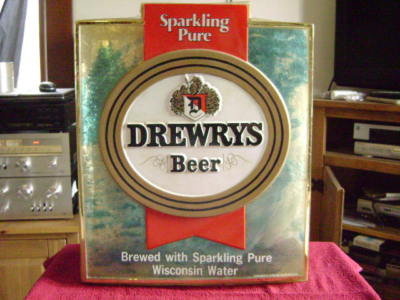 Sparkling
Pure
D
DREWRYS
Beer
Brewed with Sparkling Pure
Wisconsin Water